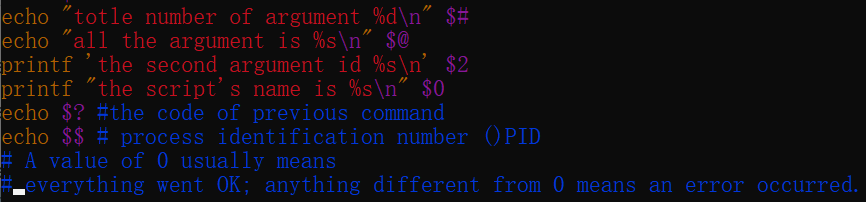 echo "totle number of argument %d\n" $#
echo "all the argument is %s\n" $@
printf 'the second argument id %s\n' $2
printf "the script's name is %s\n" $0
echo $? #the code of previous command
echo $$ # process identification number ()PID
# A value of 0 usually means
# everything went OK; anything different from 0 means an error occurred.